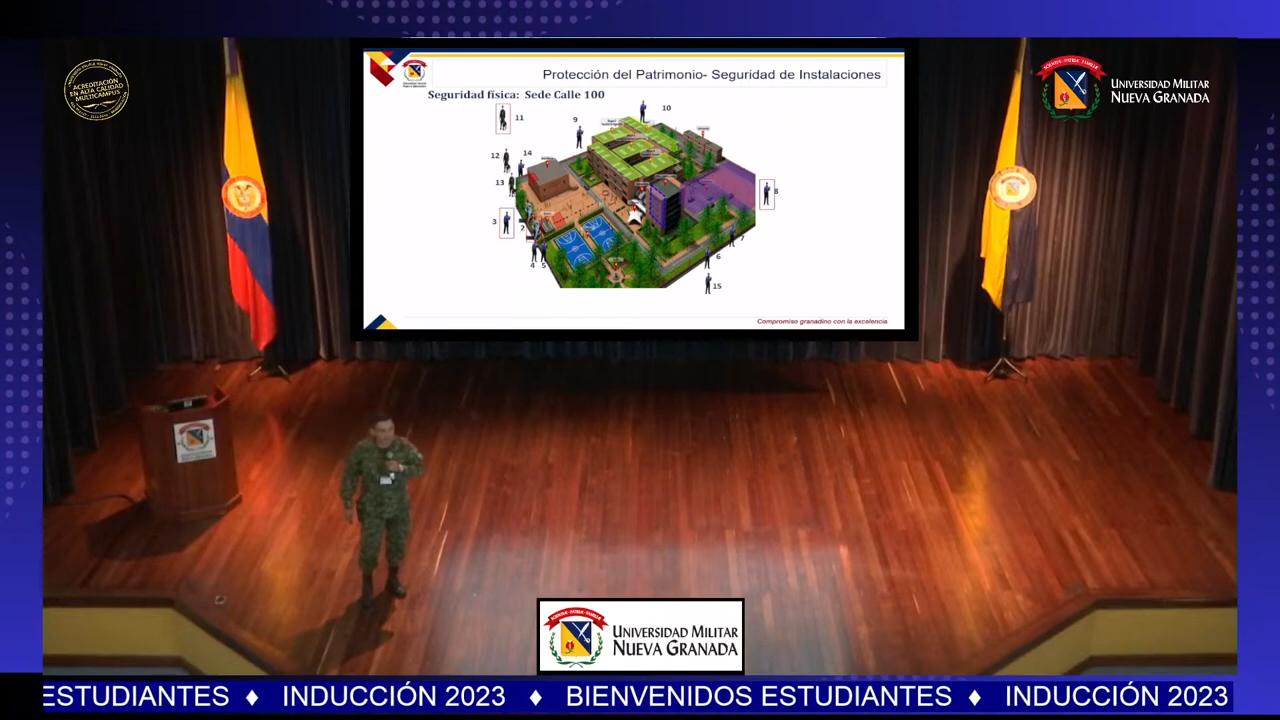 ACREDITACIÓN
EN ALTA CALIDAD
MULTICAMPUS
Protección del Patrimonio- Seguridad de Instalaciones
Seguridad física: Sede Calle 100
10
11
9
14
12
13
8
3
2
7
6
4
5
15
Compromiso granadino con la excelencia
UNIVERSIDAD MILITAR
NUEVA GRANADA
UNIVERSIDAD MILITAR
NUEVA GRANADA
ESTUDIANTES ♦ INDUCCIÓN 2023 ♦ BIENVENIDOS ESTUDIANTES ♦ INDUCCIÓN 2023